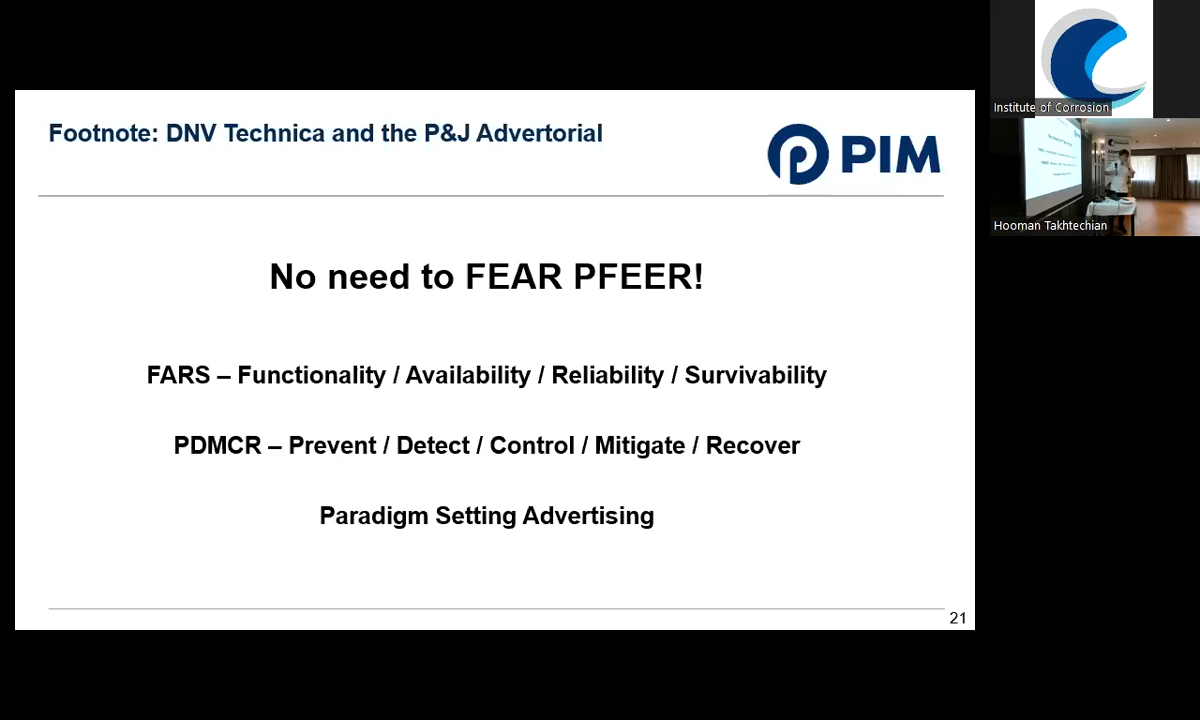 Footnote: DNV Technica and the P&J Advertorial
PIM
No need to FEAR PFEER!
FARS – Functionality / Availability / Reliability / Survivability
PDMCR – Prevent / Detect / Control / Mitigate / Recover
Paradigm Setting Advertising
21
Institute of Corrosion
Hooman Takhtechian